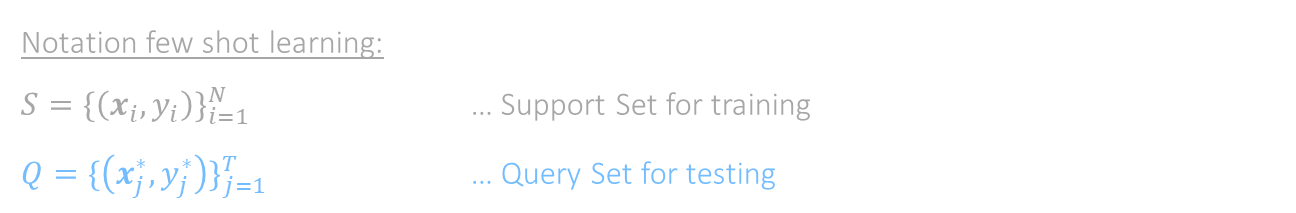 Notation few shot learning:
S = {(x_i, y_i)}_{i=1}^N ... Support Set for training
Q = {(x_j^*, y_j^*)}_{j=1}^T ... Query Set for testing